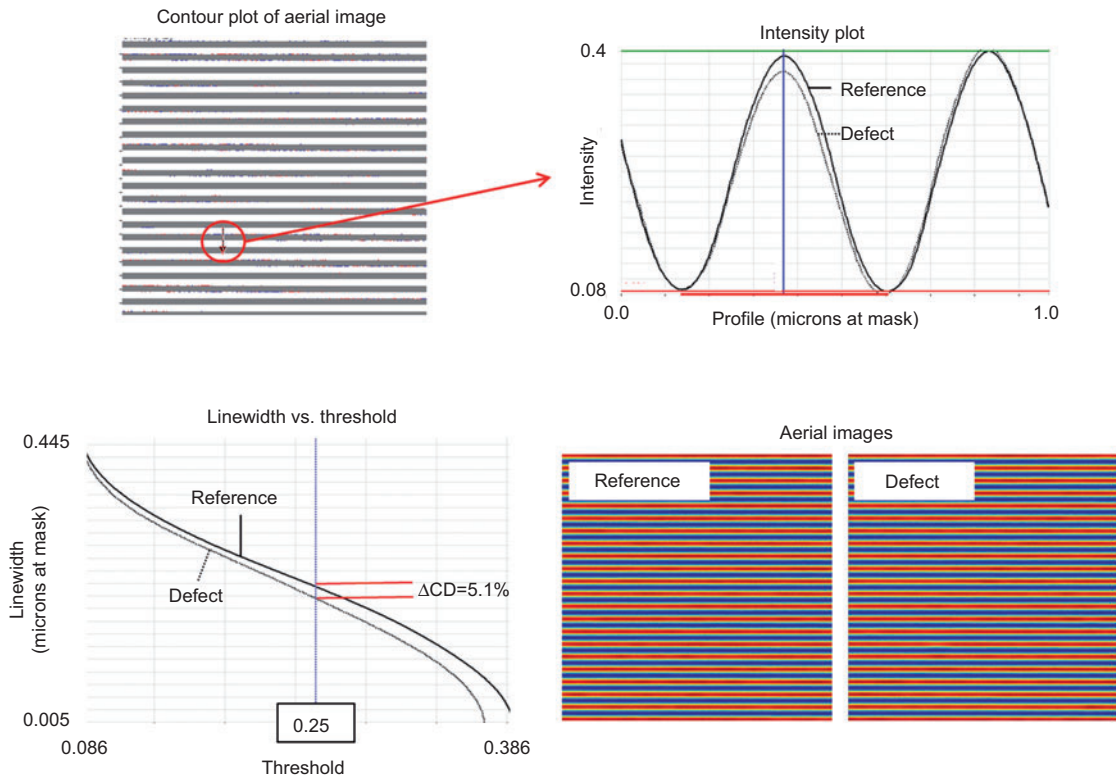 Contour plot of aerial image
Intensity plot
0.4
Reference
Defect
Intensity
0.08
0.0
1.0
Profile (microns at mask)
Linewidth vs. threshold
0.445
Reference
Defect
Linewidth
(microns at mask)
ΔCD=5.1%
0.005
0.25
0.086
0.386
Threshold
Aerial images
Reference
Defect